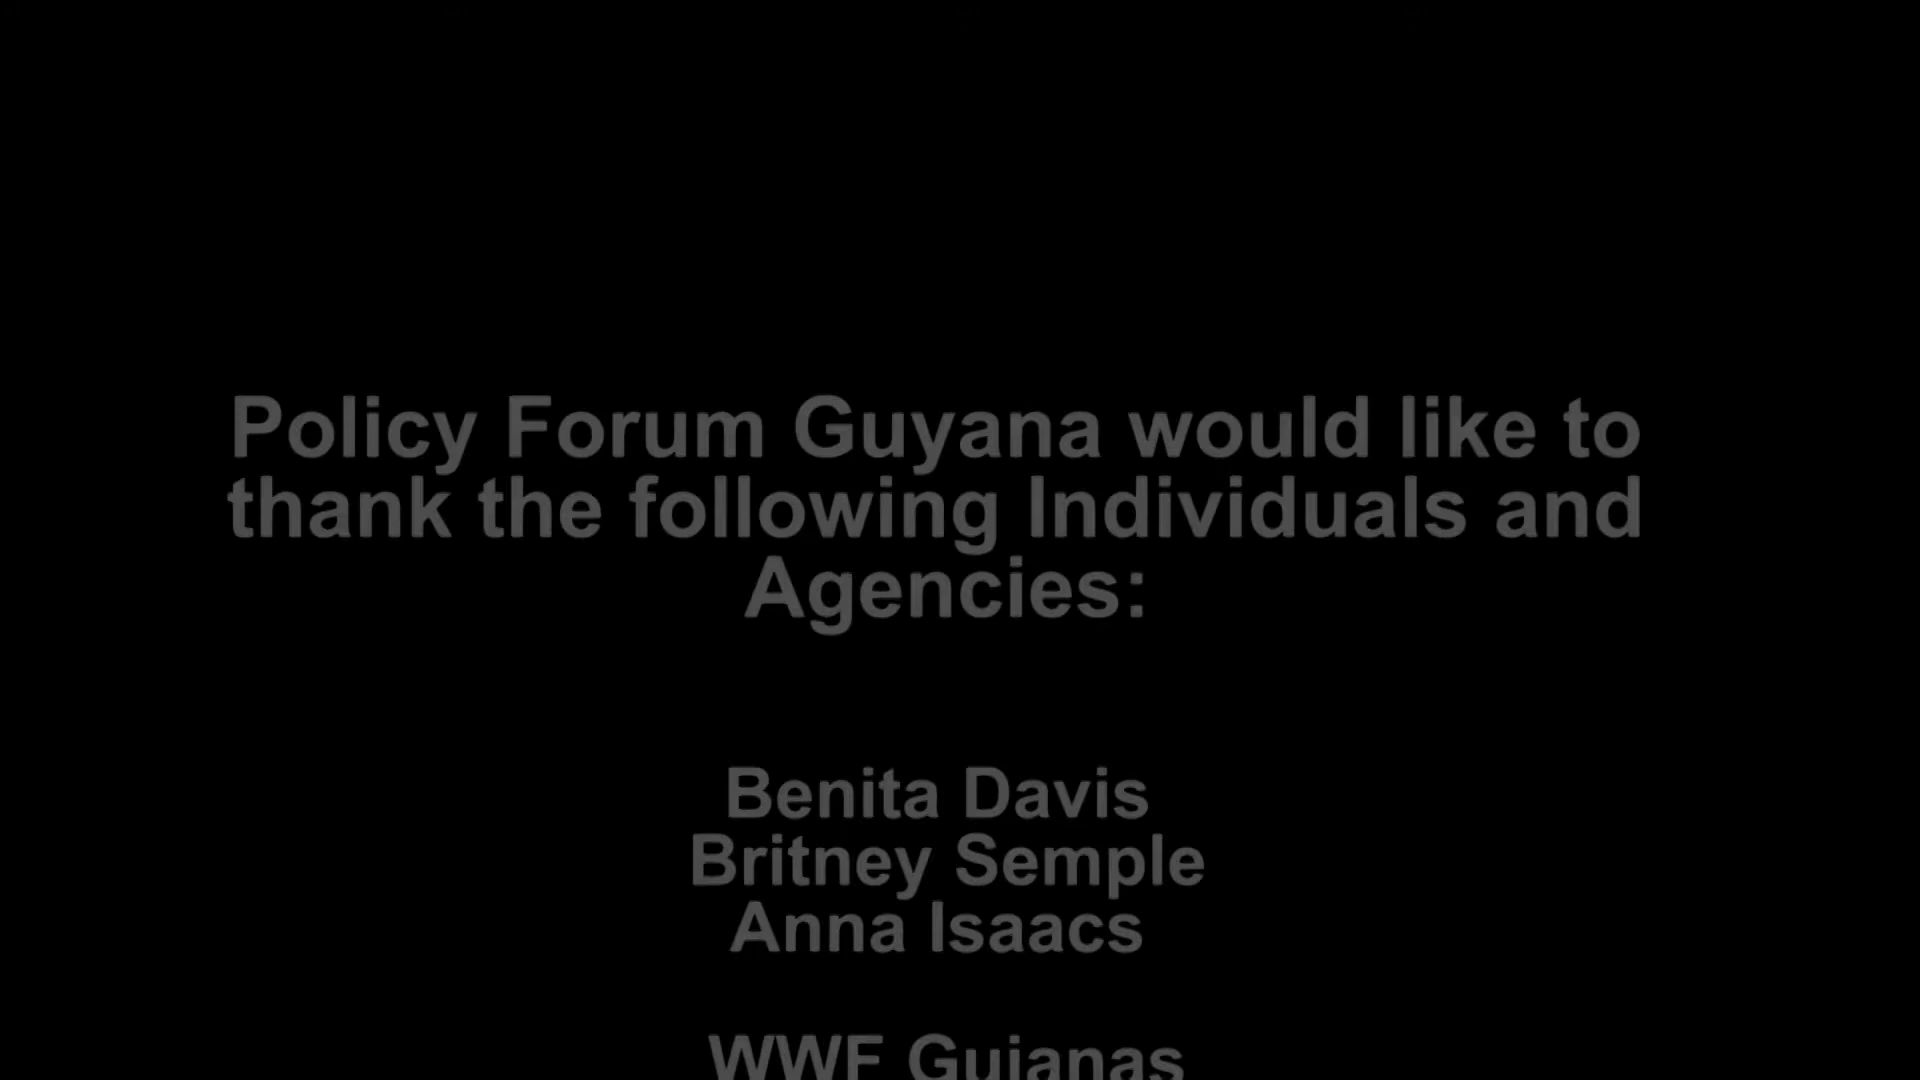 Policy Forum Guyana would like to
thank the following Individuals and
Agencies:
Benita Davis
Britney Semple
Anna Isaacs
WWF Guianas